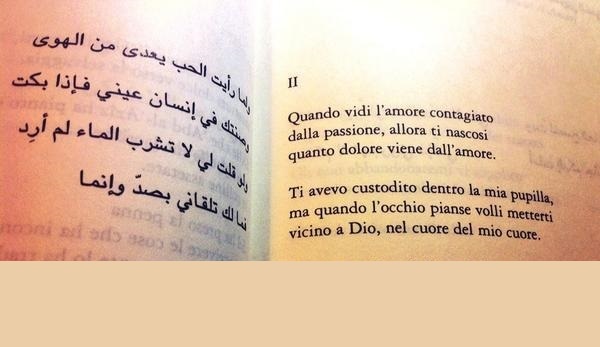 ولما رأيت الحب يعدى من الهوى
وصنتك في إنسان عيني فإذا بكت
ولو قلت لي لا تشرب الماء لم أرد
فما لك تلقاني بصدّ وإنما
II
Quando vidi l'amore contagiato
dalla passione, allora ti nascosi
quanto dolore viene dall'amore.
Ti avevo custodito dentro la mia pupilla,
ma quando l'occhio pianse volli metterti
vicino a Dio, nel cuore del mio cuore.